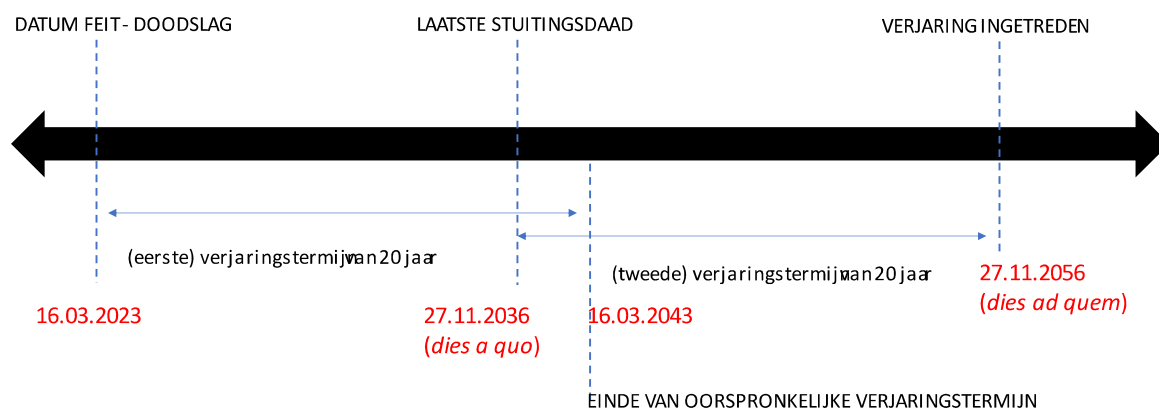 DATUM FEIT - DOODSLAG
LAATSTE STUITINGSDAAD
VERJARING INGETREDEN
(eerste) verjaringstermijn van 20 jaar
(tweede) verjaringstermijn van 20 jaar
16.03.2023
27.11.2036
(dies a quo)
16.03.2043
27.11.2056
(dies ad quem)
EINDE VAN OORSPRONKELIJKE VERJARINGSTERMIJN